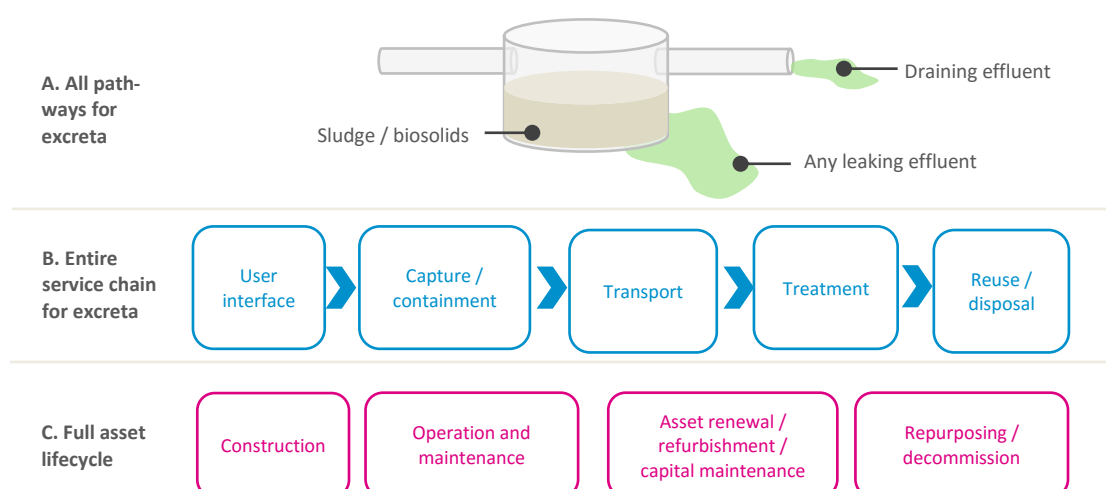 A. All path-
ways for
excreta
Draining effluent
Sludge / biosolids
Any leaking effluent
B. Entire
service chain
for excreta
User
interface
Capture /
containment
Transport
Treatment
Reuse /
disposal
C. Full asset
lifecycle
Construction
Operation and
maintenance
Asset renewal /
refurbishment /
capital maintenance
Repurposing /
decommission